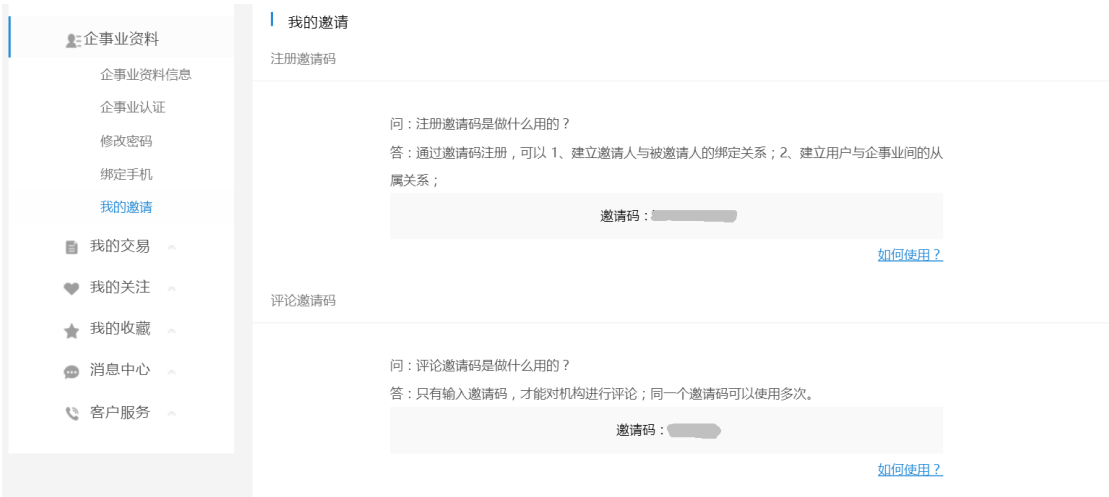 企事业资料
企事业资料信息
企事业认证
修改密码
绑定手机
我的邀请
我的交易
我的关注
我的收藏
消息中心
客户服务
我的邀请
注册邀请码
问：注册邀请码是做什么用的？
答：通过邀请码注册，可以 1、建立邀请人与被邀请人的绑定关系；2、建立用户与企事业间的从
属关系；
邀请码：
如何使用？
评论邀请码
问：评论邀请码是做什么用的？
答：只有输入邀请码，才能对机构进行评论；同一个邀请码可以使用多次。
邀请码：
如何使用？